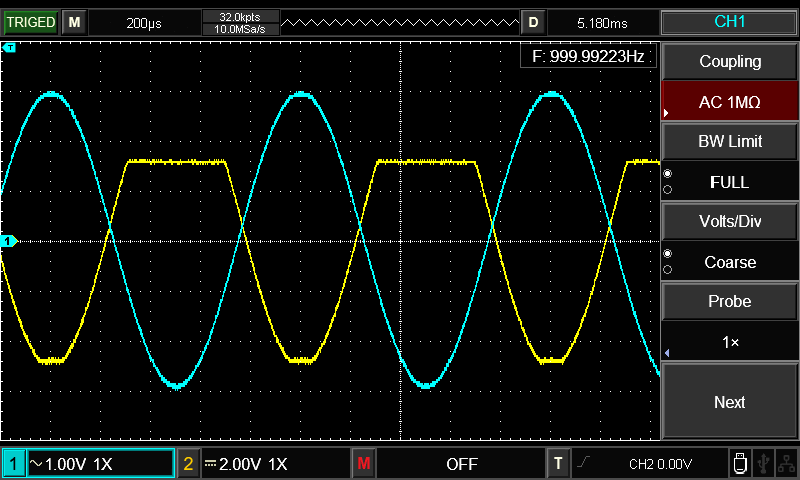 TRIGED M 200µs 32.0kpts D 5.180ms CH1
10.0MSa/s
T
F: 999.99223Hz
Coupling
AC 1MΩ
BW Limit
FULL
Volts/Div
1
Coarse
Probe
1×
Next
1 ~1.00V 1X 2 2.00V 1X M OFF T CH2 0.00V